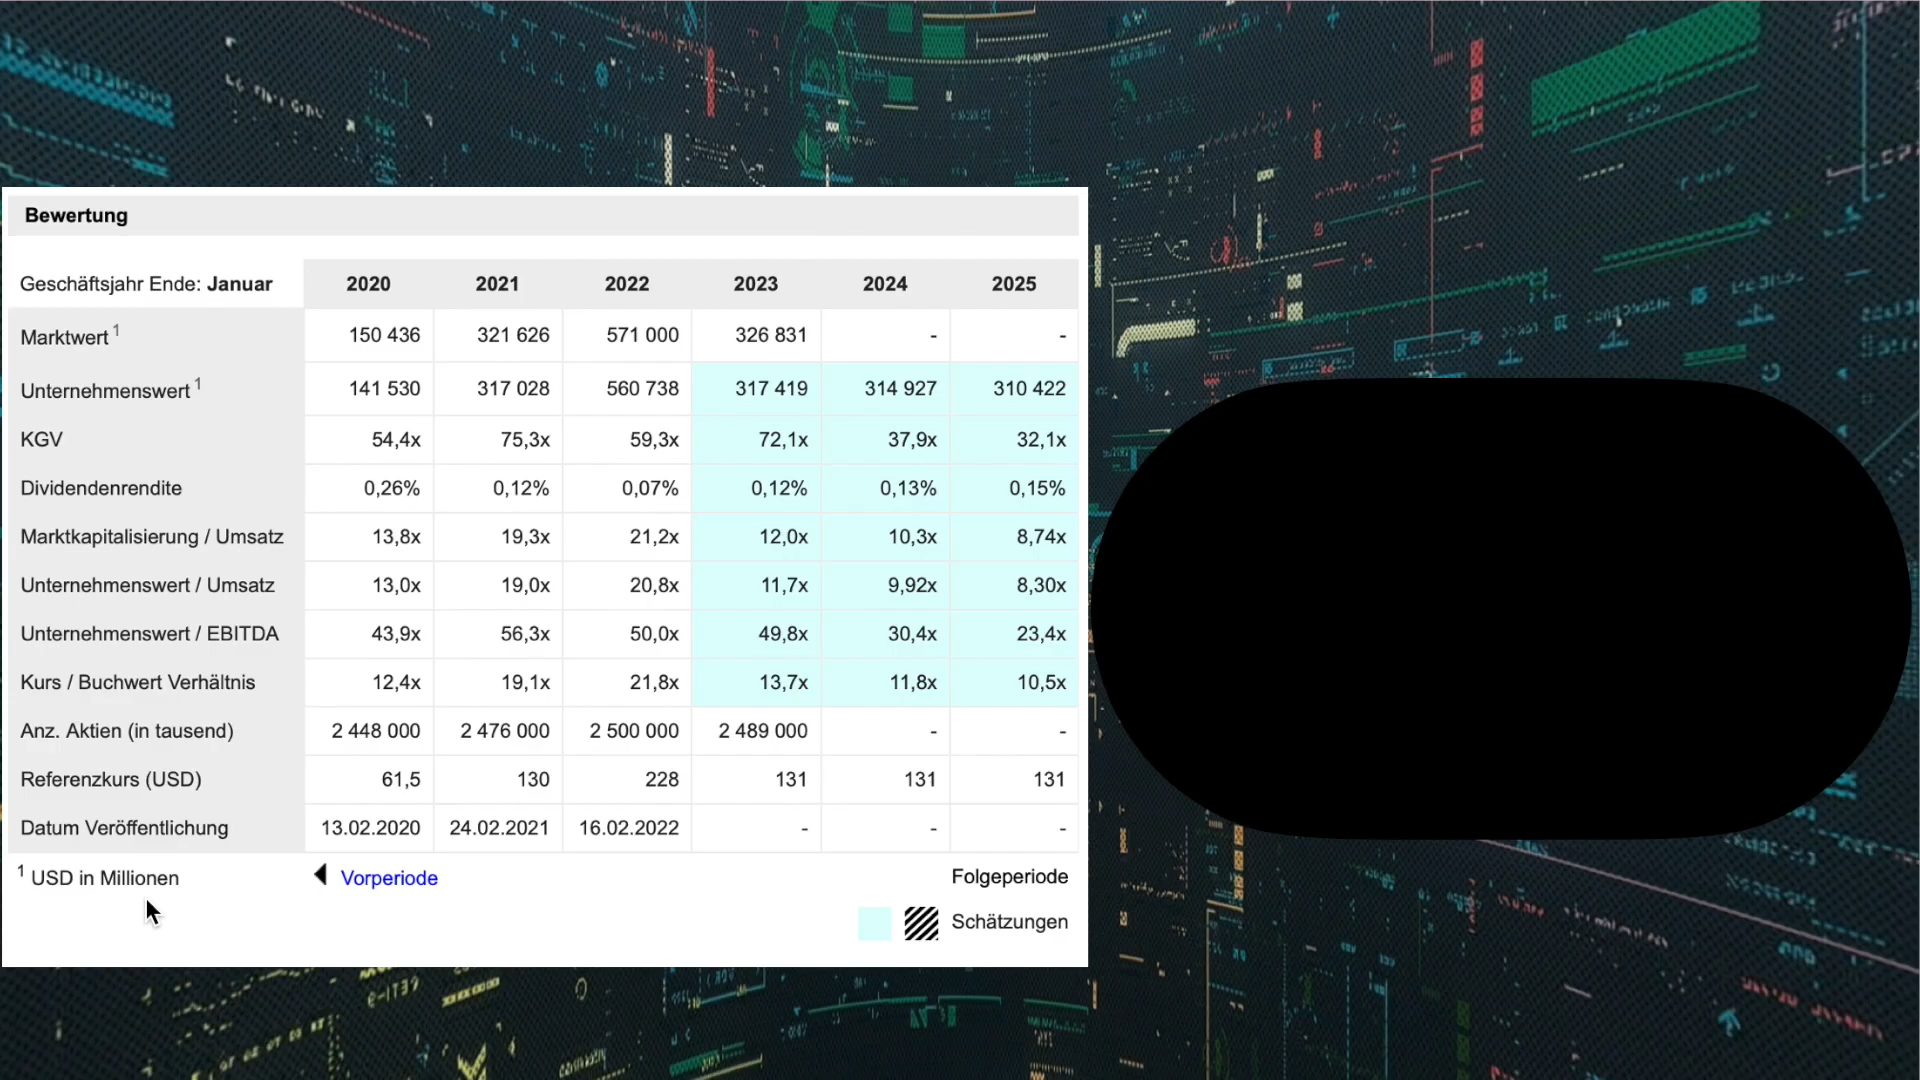 Bewertung
Geschäftsjahr Ende: Januar 2020 2021 2022 2023 2024 2025
Marktwert 1 150 436 321 626 571 000 326 831 - -
Unternehmenswert 1 141 530 317 028 560 738 317 419 314 927 310 422
KGV 54,4x 75,3x 59,3x 72,1x 37,9x 32,1x
Dividendenrendite 0,26% 0,12% 0,07% 0,12% 0,13% 0,15%
Marktkapitalisierung / Umsatz 13,8x 19,3x 21,2x 12,0x 10,3x 8,74x
Unternehmenswert / Umsatz 13,0x 19,0x 20,8x 11,7x 9,92x 8,30x
Unternehmenswert / EBITDA 43,9x 56,3x 50,0x 49,8x 30,4x 23,4x
Kurs / Buchwert Verhältnis 12,4x 19,1x 21,8x 13,7x 11,8x 10,5x
Anz. Aktien (in tausend) 2 448 000 2 476 000 2 500 000 2 489 000 - -
Referenzkurs (USD) 61,5 130 228 131 131 131
Datum Veröffentlichung 13.02.2020 24.02.2021 16.02.2022 - - -
1 USD in Millionen Vorperiode Folgeperiode
Schätzungen